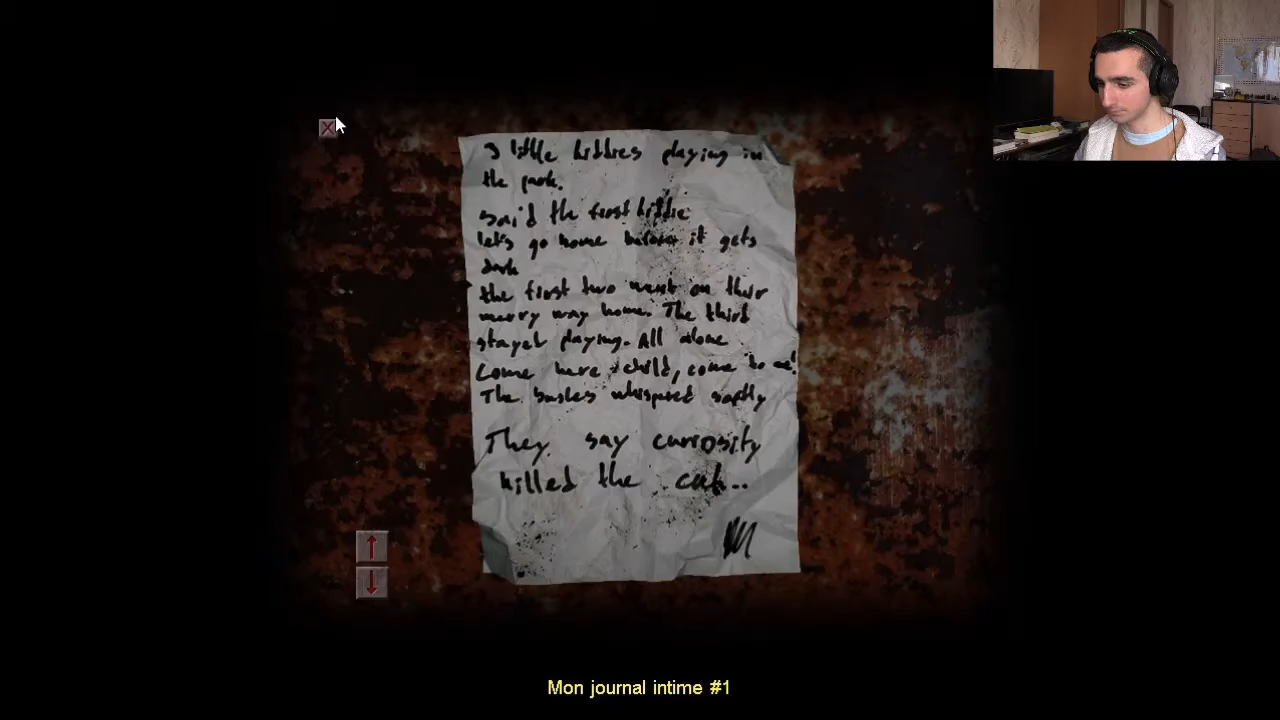 3 little kiddies playing in
the park.
said the first kiddie
let's go home before it gets
dark
the first two went on their
merry way home. The third
stayed playing. All alone
Come here child, come to me!
The bushes whispered softly
They say curiosity
killed the cat..
Mon journal intime #1